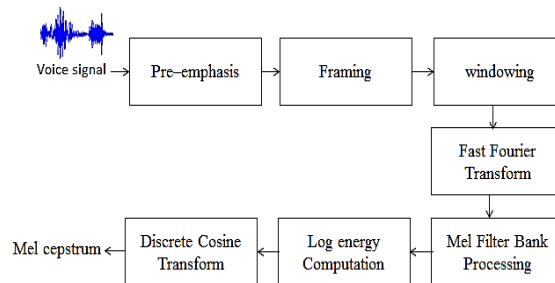 Voice signal
Pre–emphasis
Framing
windowing
Fast Fourier
Transform
Mel Filter Bank
Processing
Log energy
Computation
Discrete Cosine
Transform
Mel cepstrum